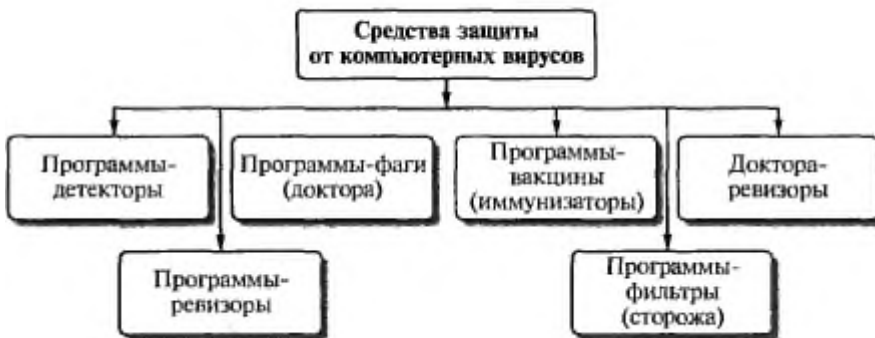 Средства защиты
от компьютерных вирусов
Программы-
детекторы
Программы-фаги
(доктора)
Программы-
вакцины
(иммунизаторы)
Доктора-
ревизоры
Программы-
ревизоры
Программы-
фильтры
(сторожа)